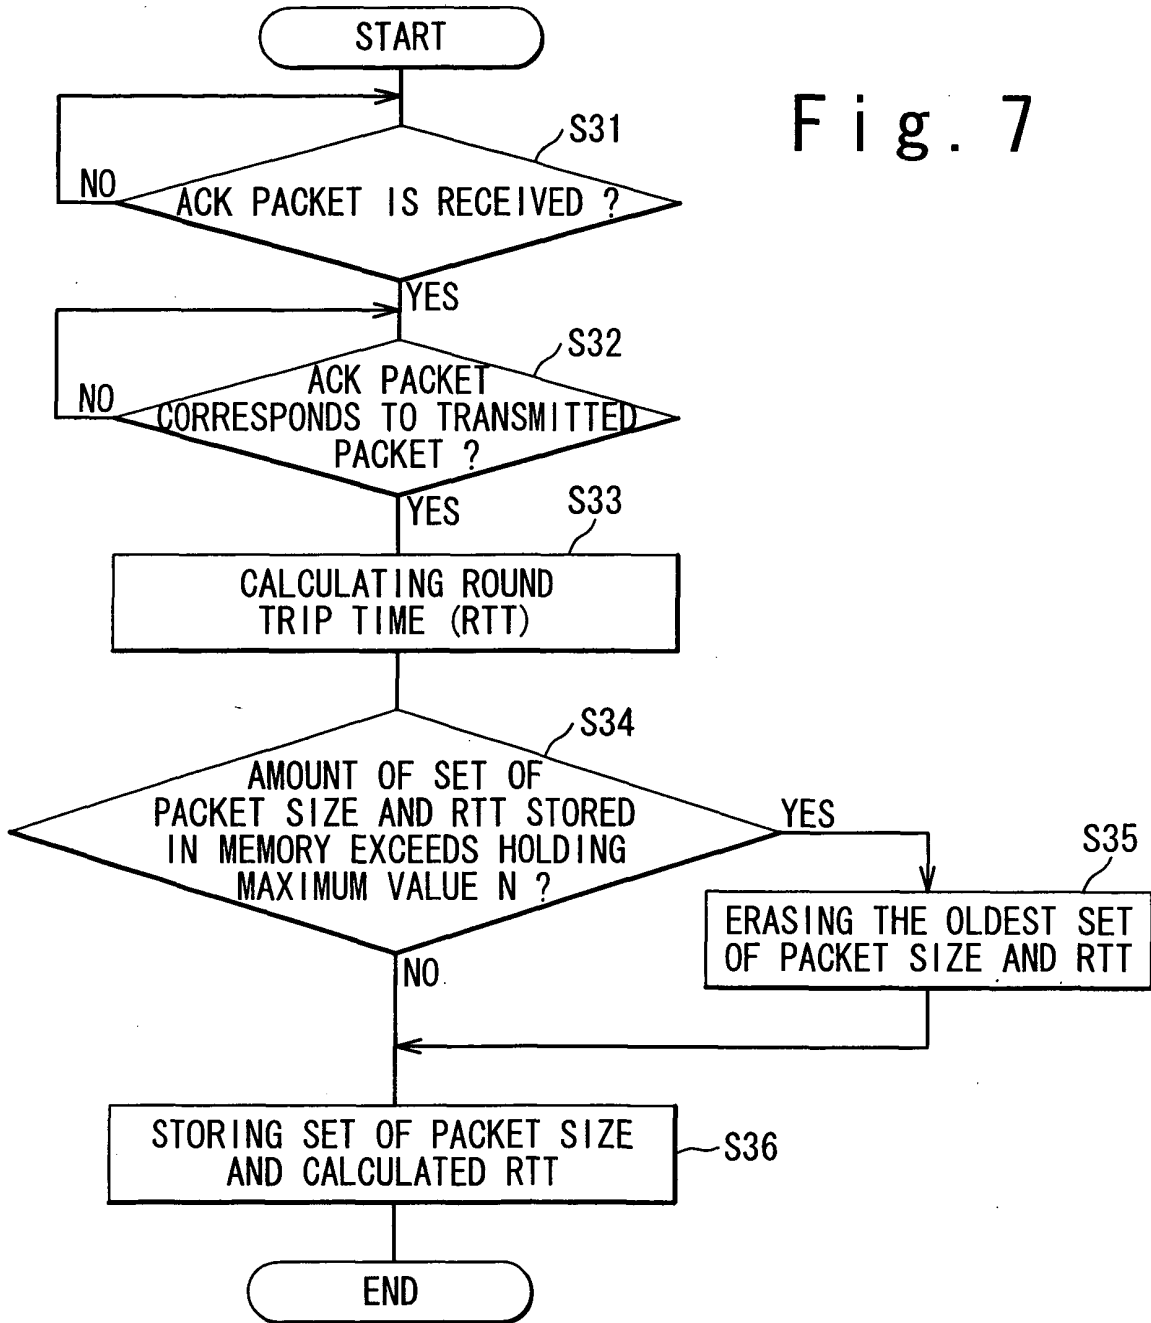 START
Fig. 7
S31
NO
ACK PACKET IS RECEIVED ?
YES
S32
NO
ACK PACKET
CORRESPONDS TO TRANSMITTED
PACKET ?
YES
S33
CALCULATING ROUND
TRIP TIME (RTT)
S34
AMOUNT OF SET OF
PACKET SIZE AND RTT STORED
IN MEMORY EXCEEDS HOLDING
MAXIMUM VALUE N ?
YES
S35
ERASING THE OLDEST SET
OF PACKET SIZE AND RTT
NO
STORING SET OF PACKET SIZE
AND CALCULATED RTT
S36
END